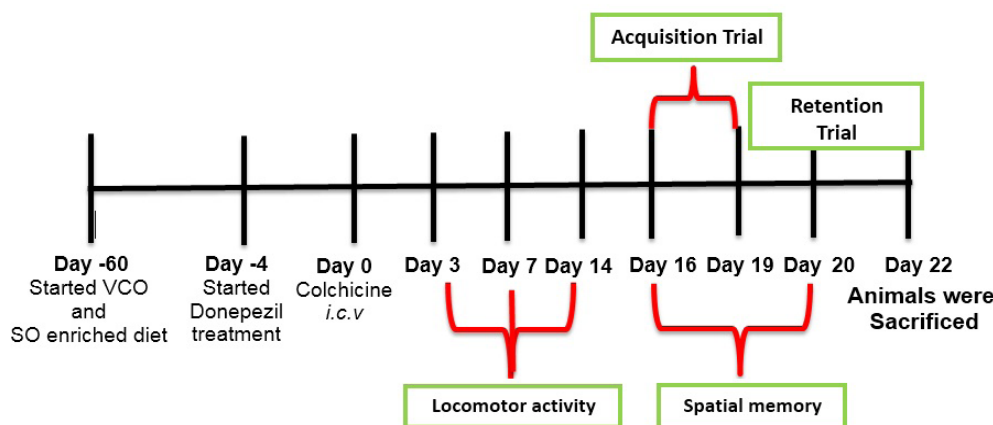 Acquisition Trial
Retention
Trial
Day -60
Started VCO
and
SO enriched diet
Day -4
Started
Donepezil
treatment
Day 0
Colchicine
i.c.v
Day 3
Day 7
Day 14
Day 16
Day 19
Day 20
Day 22
Animals were
Sacrificed
Locomotor activity
Spatial memory